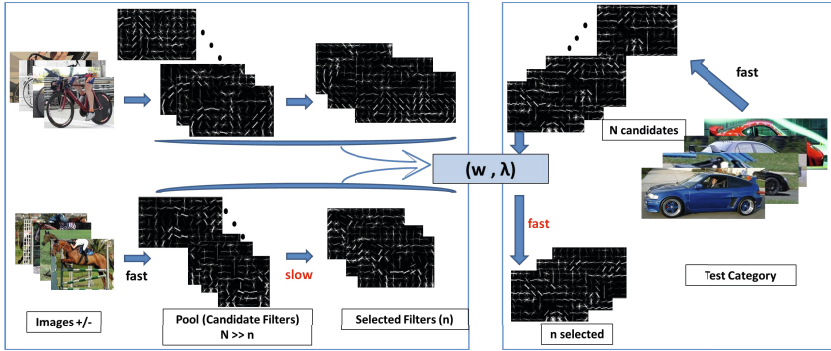 fast
N candidates
(w , λ)
fast
fast
slow
Test Category
Images +/-
Pool (Candidate Filters)
N >> n
Selected Filters (n)
n selected